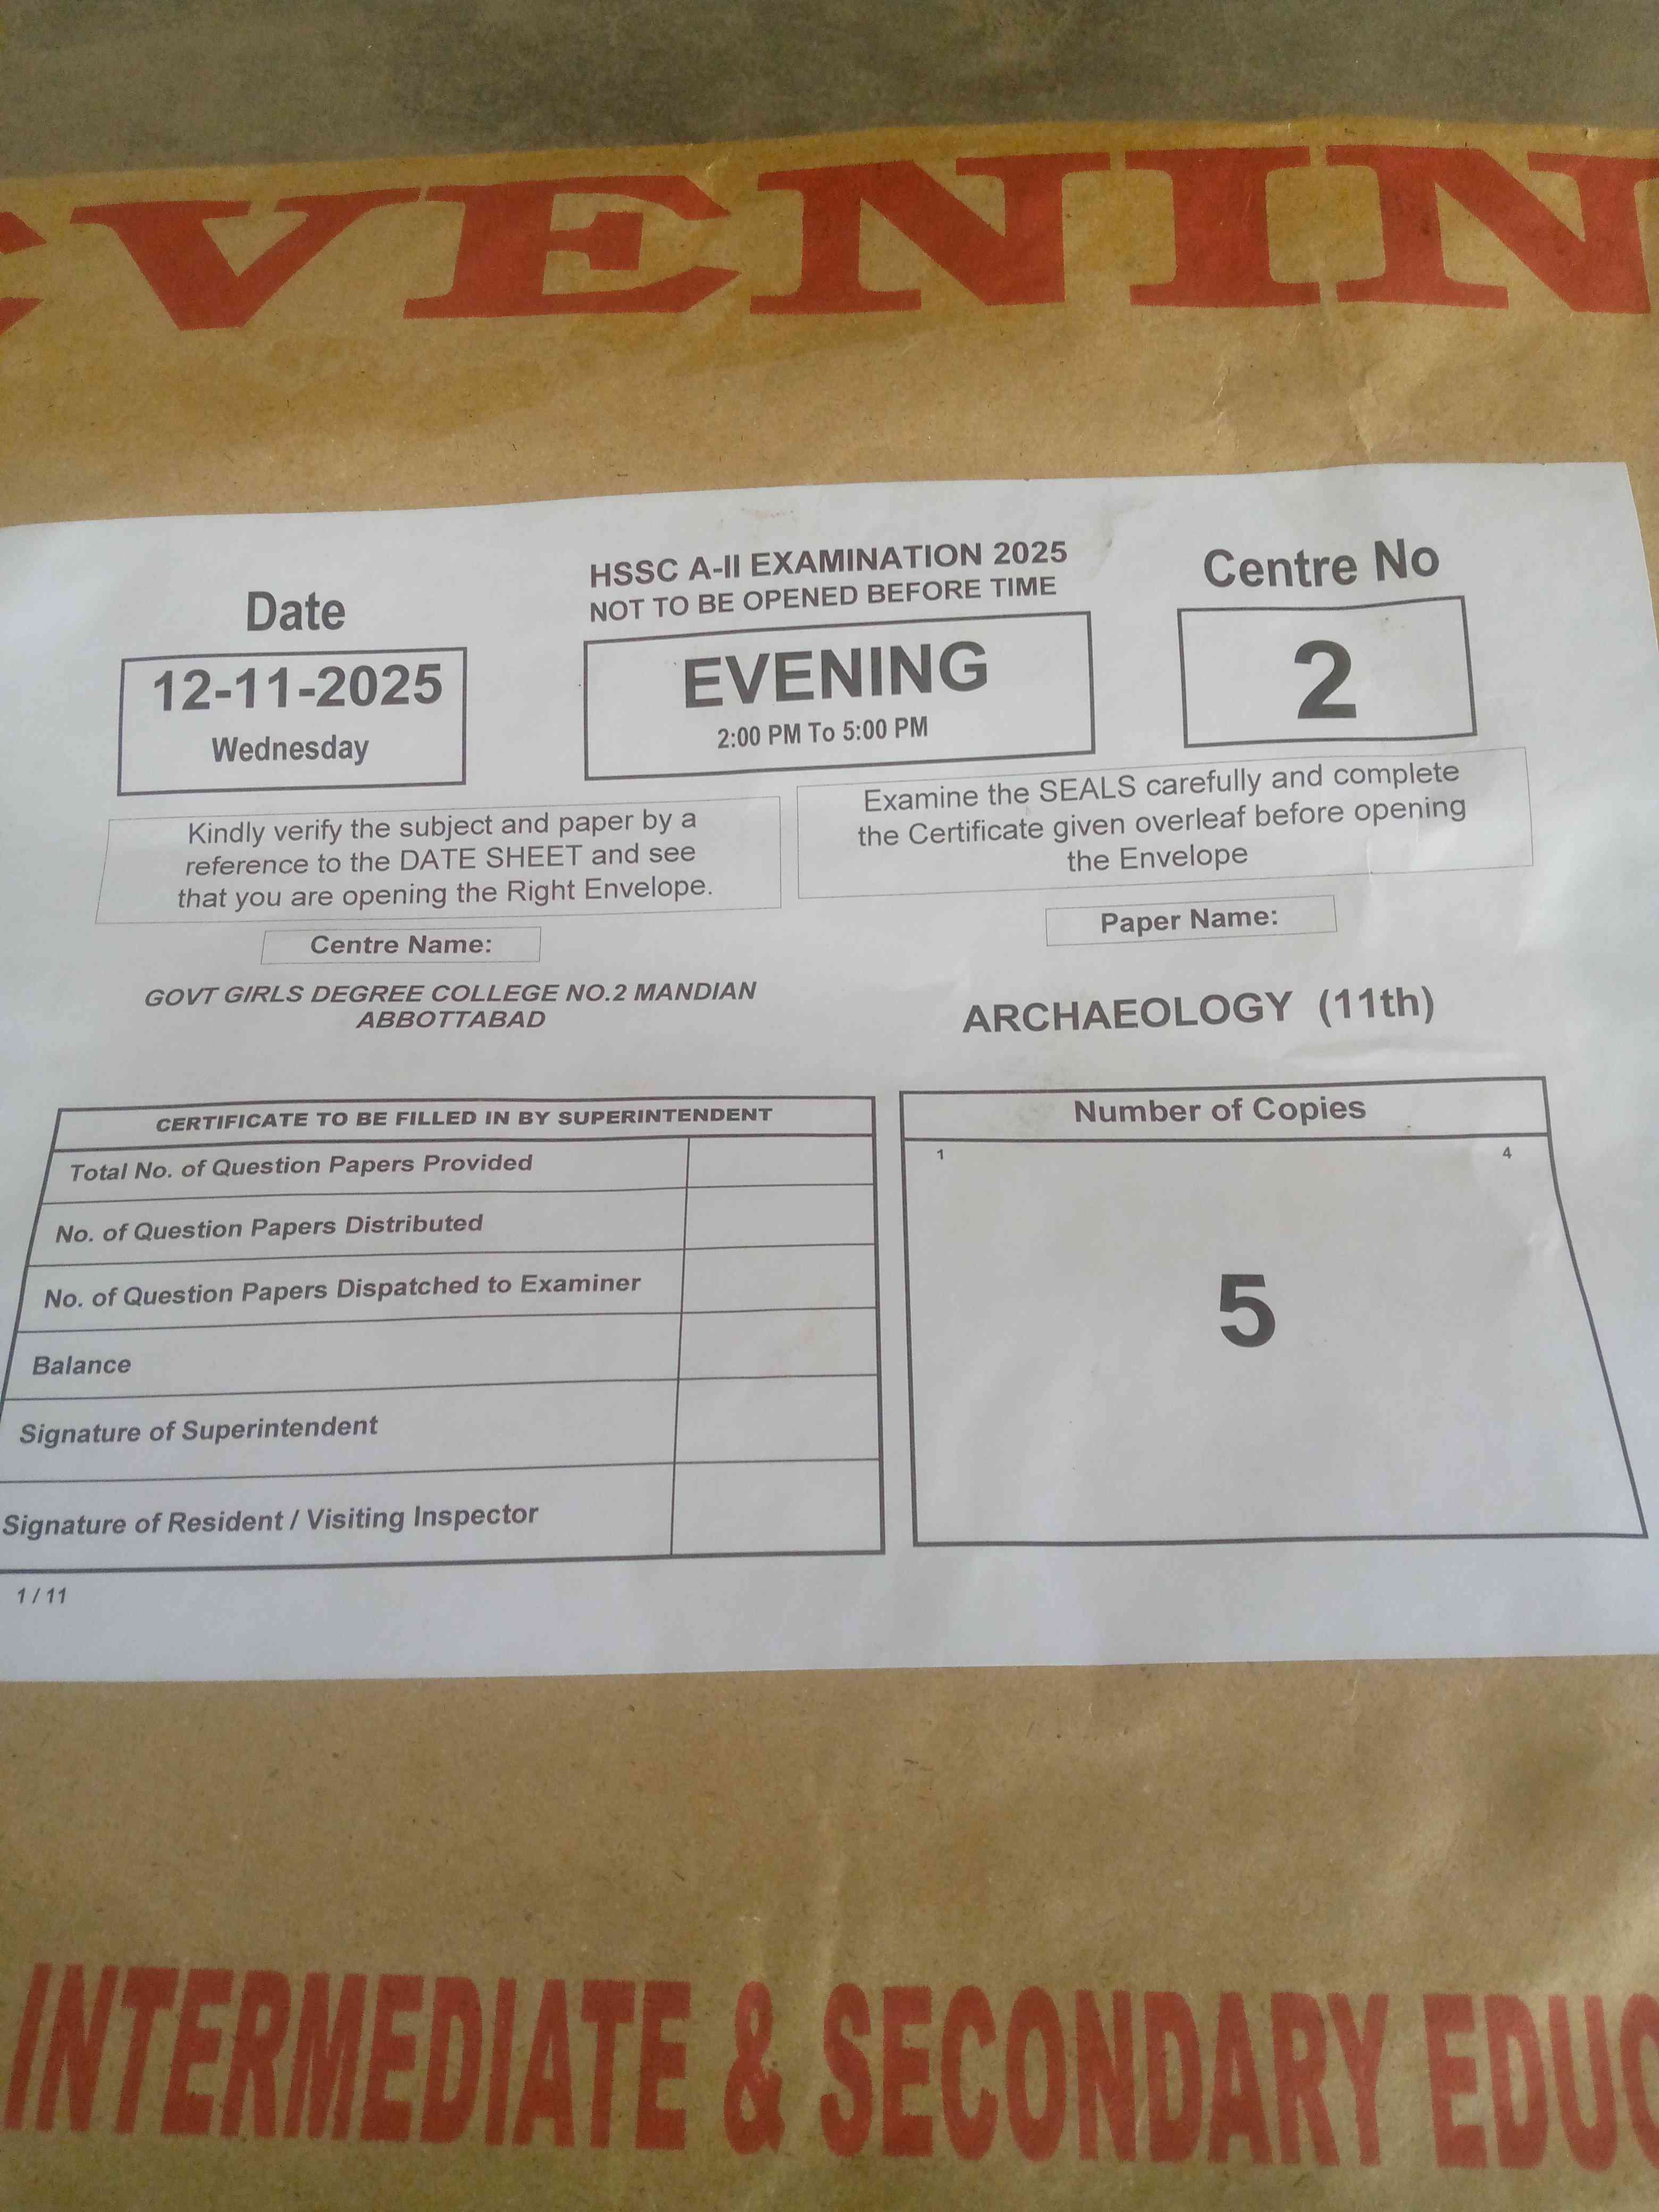 EVENIN
HSSC A-II EXAMINATION 2025
NOT TO BE OPENED BEFORE TIME
Date
12-11-2025
Wednesday
EVENING
2:00 PM To 5:00 PM
Centre No
2
Kindly verify the subject and paper by a
reference to the DATE SHEET and see
that you are opening the Right Envelope.
Examine the SEALS carefully and complete
the Certificate given overleaf before opening
the Envelope
Centre Name:
GOVT GIRLS DEGREE COLLEGE NO.2 MANDIAN
ABBOTTABAD
Paper Name:
ARCHAEOLOGY (11th)
CERTIFICATE TO BE FILLED IN BY SUPERINTENDENT
Total No. of Question Papers Provided
No. of Question Papers Distributed
No. of Question Papers Dispatched to Examiner
Balance
Signature of Superintendent
Signature of Resident / Visiting Inspector
Number of Copies
1 4
5
1 / 11
INTERMEDIATE & SECONDARY EDUC